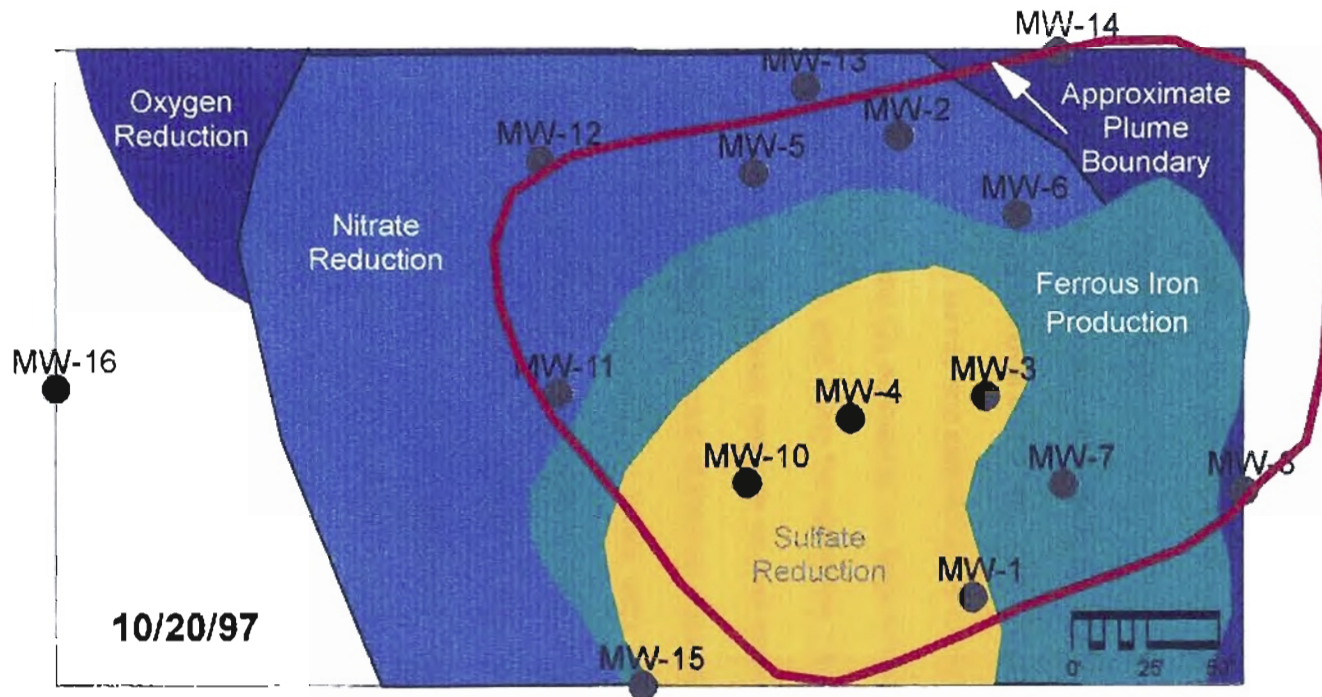 MW-14
MW-13
Oxygen
Reduction
Approximate
Plume
Boundary
MW-2
MW-12
MW-5
MW-6
Nitrate
Reduction
Ferrous Iron
Production
MW-16
MW-11
MW-3
MW-4
MW-10
MW-7
MW-8
Sulfate
Reduction
MW-1
10/20/97
MW-15
0' 25' 50'